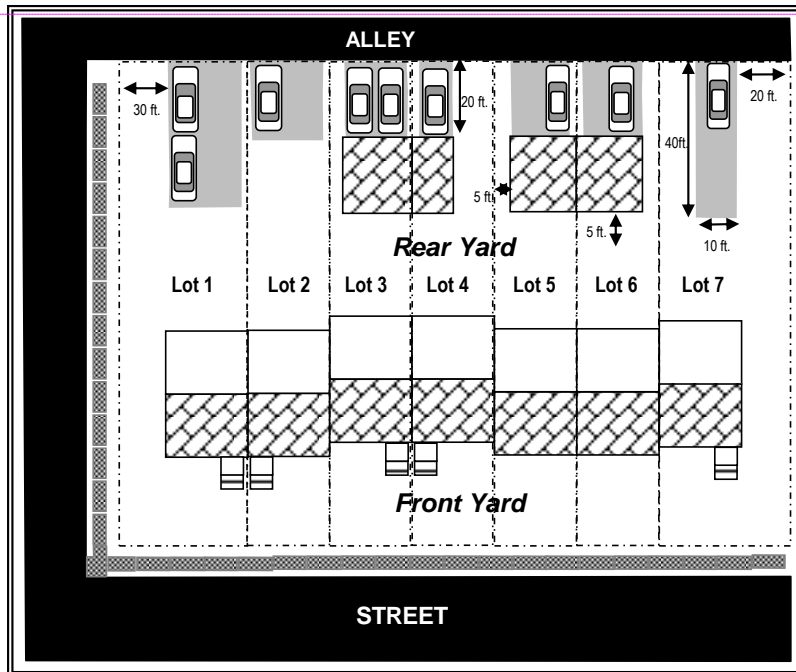 ALLEY
30 ft.
20 ft.
20 ft.
40ft.
5 ft.
5 ft.
10 ft.
Rear Yard
Lot 1
Lot 2
Lot 3
Lot 4
Lot 5
Lot 6
Lot 7
Front Yard
STREET